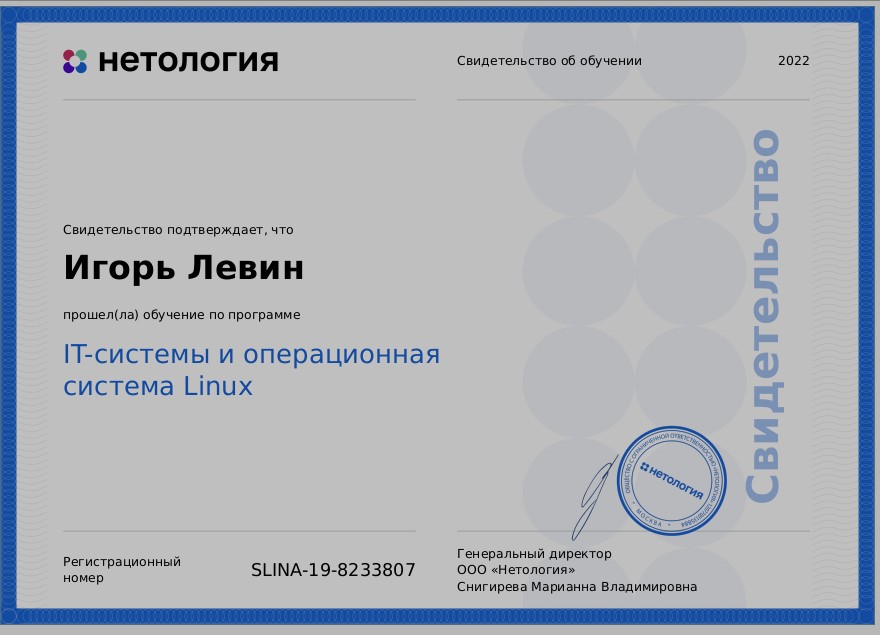 нетология
Свидетельство об обучении
2022
Свидетельство подтверждает, что
Игорь Левин
прошел(ла) обучение по программе
IT-системы и операционная
система Linux
Свидетельство
нетология
МОСКВА
Регистрационный
номер
SLINA-19-8233807
Генеральный директор
ООО «Нетология»
Снигирева Марианна Владимировна